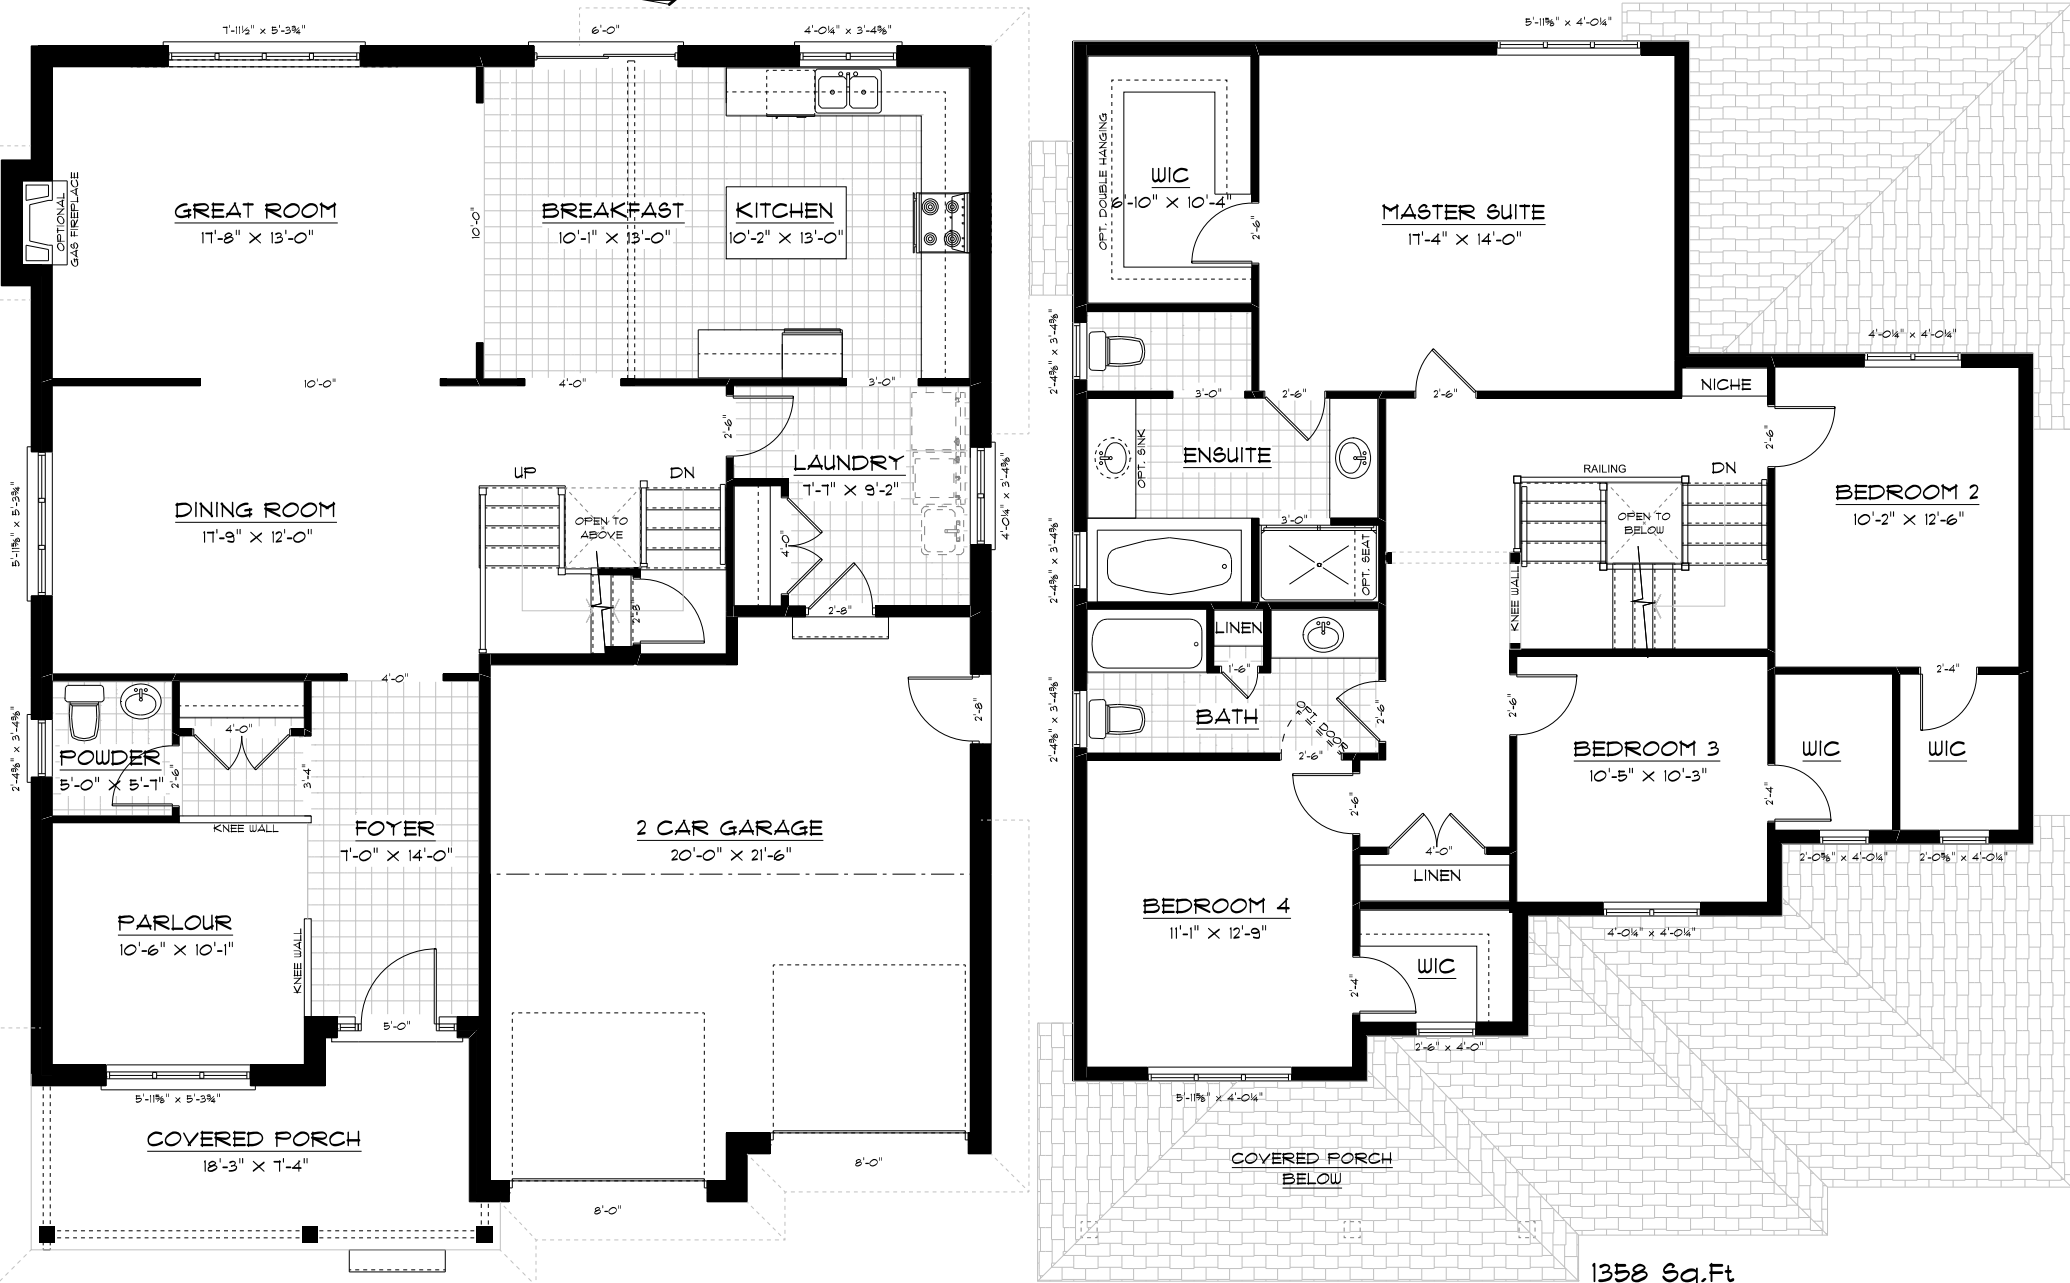 7'-11½" x 5'-3¾"
6'-0"
4'-0¼" x 3'-4⅜"
OPTIONAL
GAS FIREPLACE
GREAT ROOM
17'-8" X 13'-0"
10'-0"
BREAKFAST
10'-1" X 13'-0"
KITCHEN
10'-2" X 13'-0"
10'-0"
4'-0"
3'-0"
2'-6"
UP
DN
LAUNDRY
7'-7" X 9'-2"
4'-0¼" x 3'-4⅜"
5'-11⅝" x 5'-3¾"
DINING ROOM
17'-9" X 12'-0"
OPEN TO
ABOVE
4'-0"
2'-8"
2'-8"
4'-0"
2'-8"
2'-4⅜" x 3'-4⅜"
4'-0"
POWDER
5'-0" X 5'-7"
2'-6"
3'-4"
KNEE WALL
FOYER
7'-0" X 14'-0"
2 CAR GARAGE
20'-0" X 21'-6"
PARLOUR
10'-6" X 10'-1"
KNEE WALL
5'-0"
5'-11⅝" x 5'-3¾"
COVERED PORCH
18'-3" X 7'-4"
8'-0"
8'-0"
5'-11⅝" x 4'-0¼"
OPT. DOUBLE HANGING
WIC
6'-10" X 10'-4"
2'-6"
MASTER SUITE
17'-4" X 14'-0"
2'-4⅜" x 3'-4⅜"
4'-0¼" x 4'-0¼"
NICHE
3'-0"
2'-6"
2'-6"
2'-6"
OPT. SINK
ENSUITE
RAILING
DN
BEDROOM 2
10'-2" X 12'-6"
OPEN TO
BELOW
3'-0"
2'-4⅜" x 3'-4⅜"
OPT. SEAT
KNEE WALL
LINEN
1'-6"
2'-4"
2'-4⅜" x 3'-4⅜"
BATH
OPT. DOOR
2'-6"
2'-6"
2'-6"
BEDROOM 3
10'-5" X 10'-3"
WIC
WIC
2'-4"
2'-6"
4'-0"
LINEN
2'-0⅝" x 4'-0¼"
2'-0⅝" x 4'-0¼"
BEDROOM 4
11'-1" X 12'-9"
4'-0¼" x 4'-0¼"
WIC
2'-4"
2'-6" x 4'-0"
5'-11⅝" x 4'-0¼"
COVERED PORCH
BELOW
1358 Sq.Ft